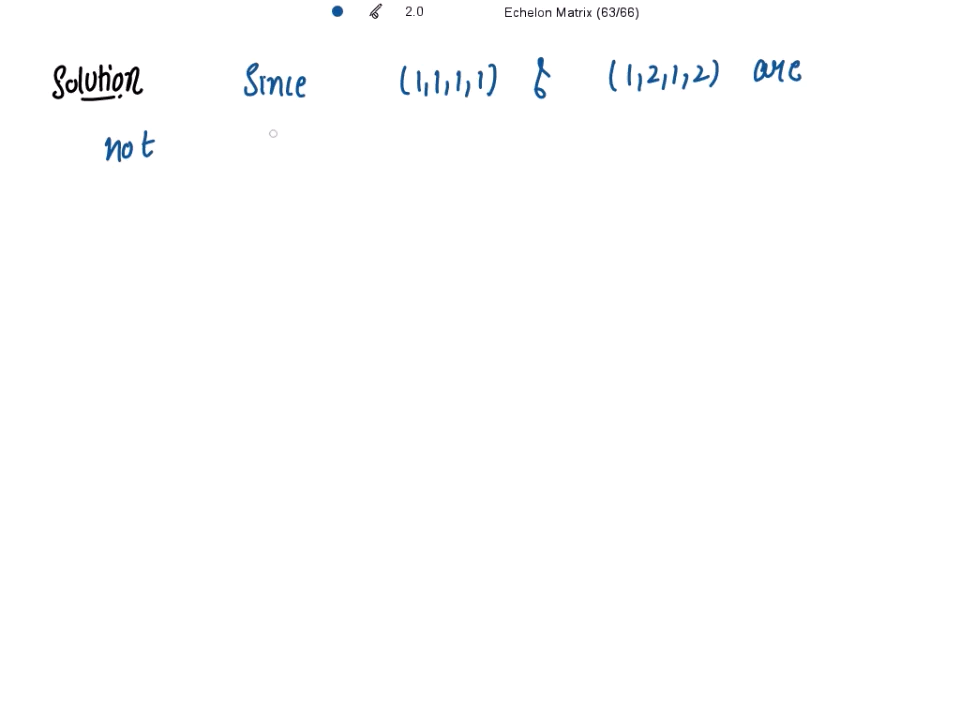 2.0 Echelon Matrix (63/66)
Solution Since (1,1,1,1) & (1,2,1,2) are
not